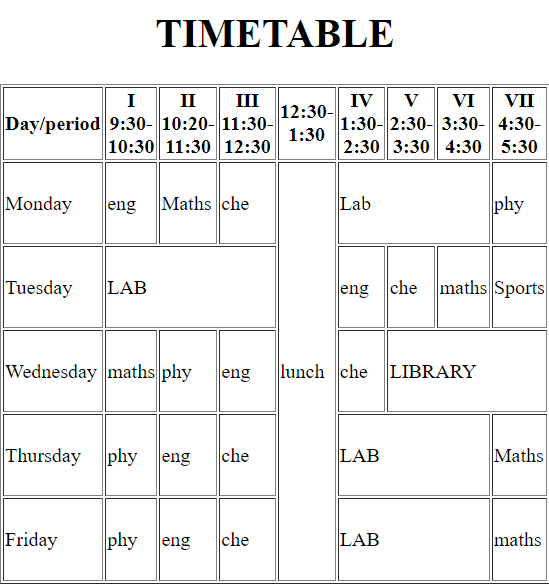 TIMETABLE
Day/period I 9:30-10:30 II 10:20-11:30 III 11:30-12:30 12:30-1:30 IV 1:30-2:30 V 2:30-3:30 VI 3:30-4:30 VII 4:30-5:30
Monday eng Maths che Lab phy
Tuesday LAB eng che maths Sports
Wednesday maths phy eng lunch che LIBRARY
Thursday phy eng che LAB Maths
Friday phy eng che LAB maths